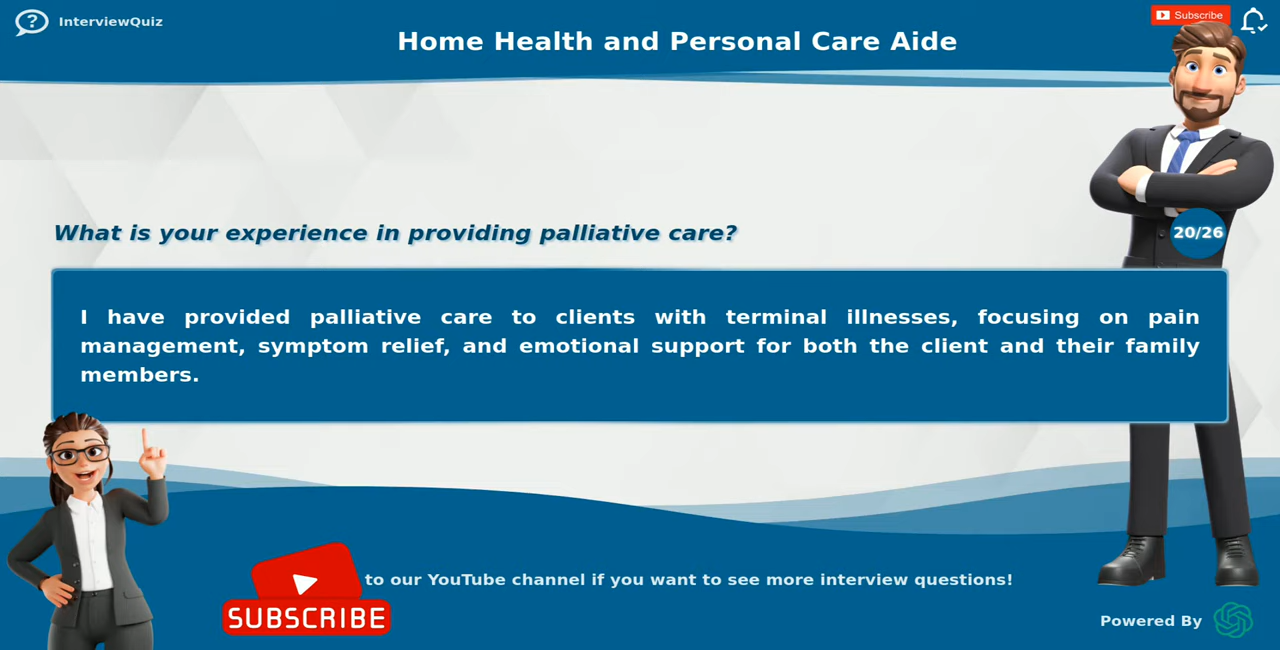 InterviewQuiz
Subscribe
Home Health and Personal Care Aide
What is your experience in providing palliative care?
20/26
I have provided palliative care to clients with terminal illnesses, focusing on pain
management, symptom relief, and emotional support for both the client and their family
members.
to our YouTube channel if you want to see more interview questions!
SUBSCRIBE
Powered By